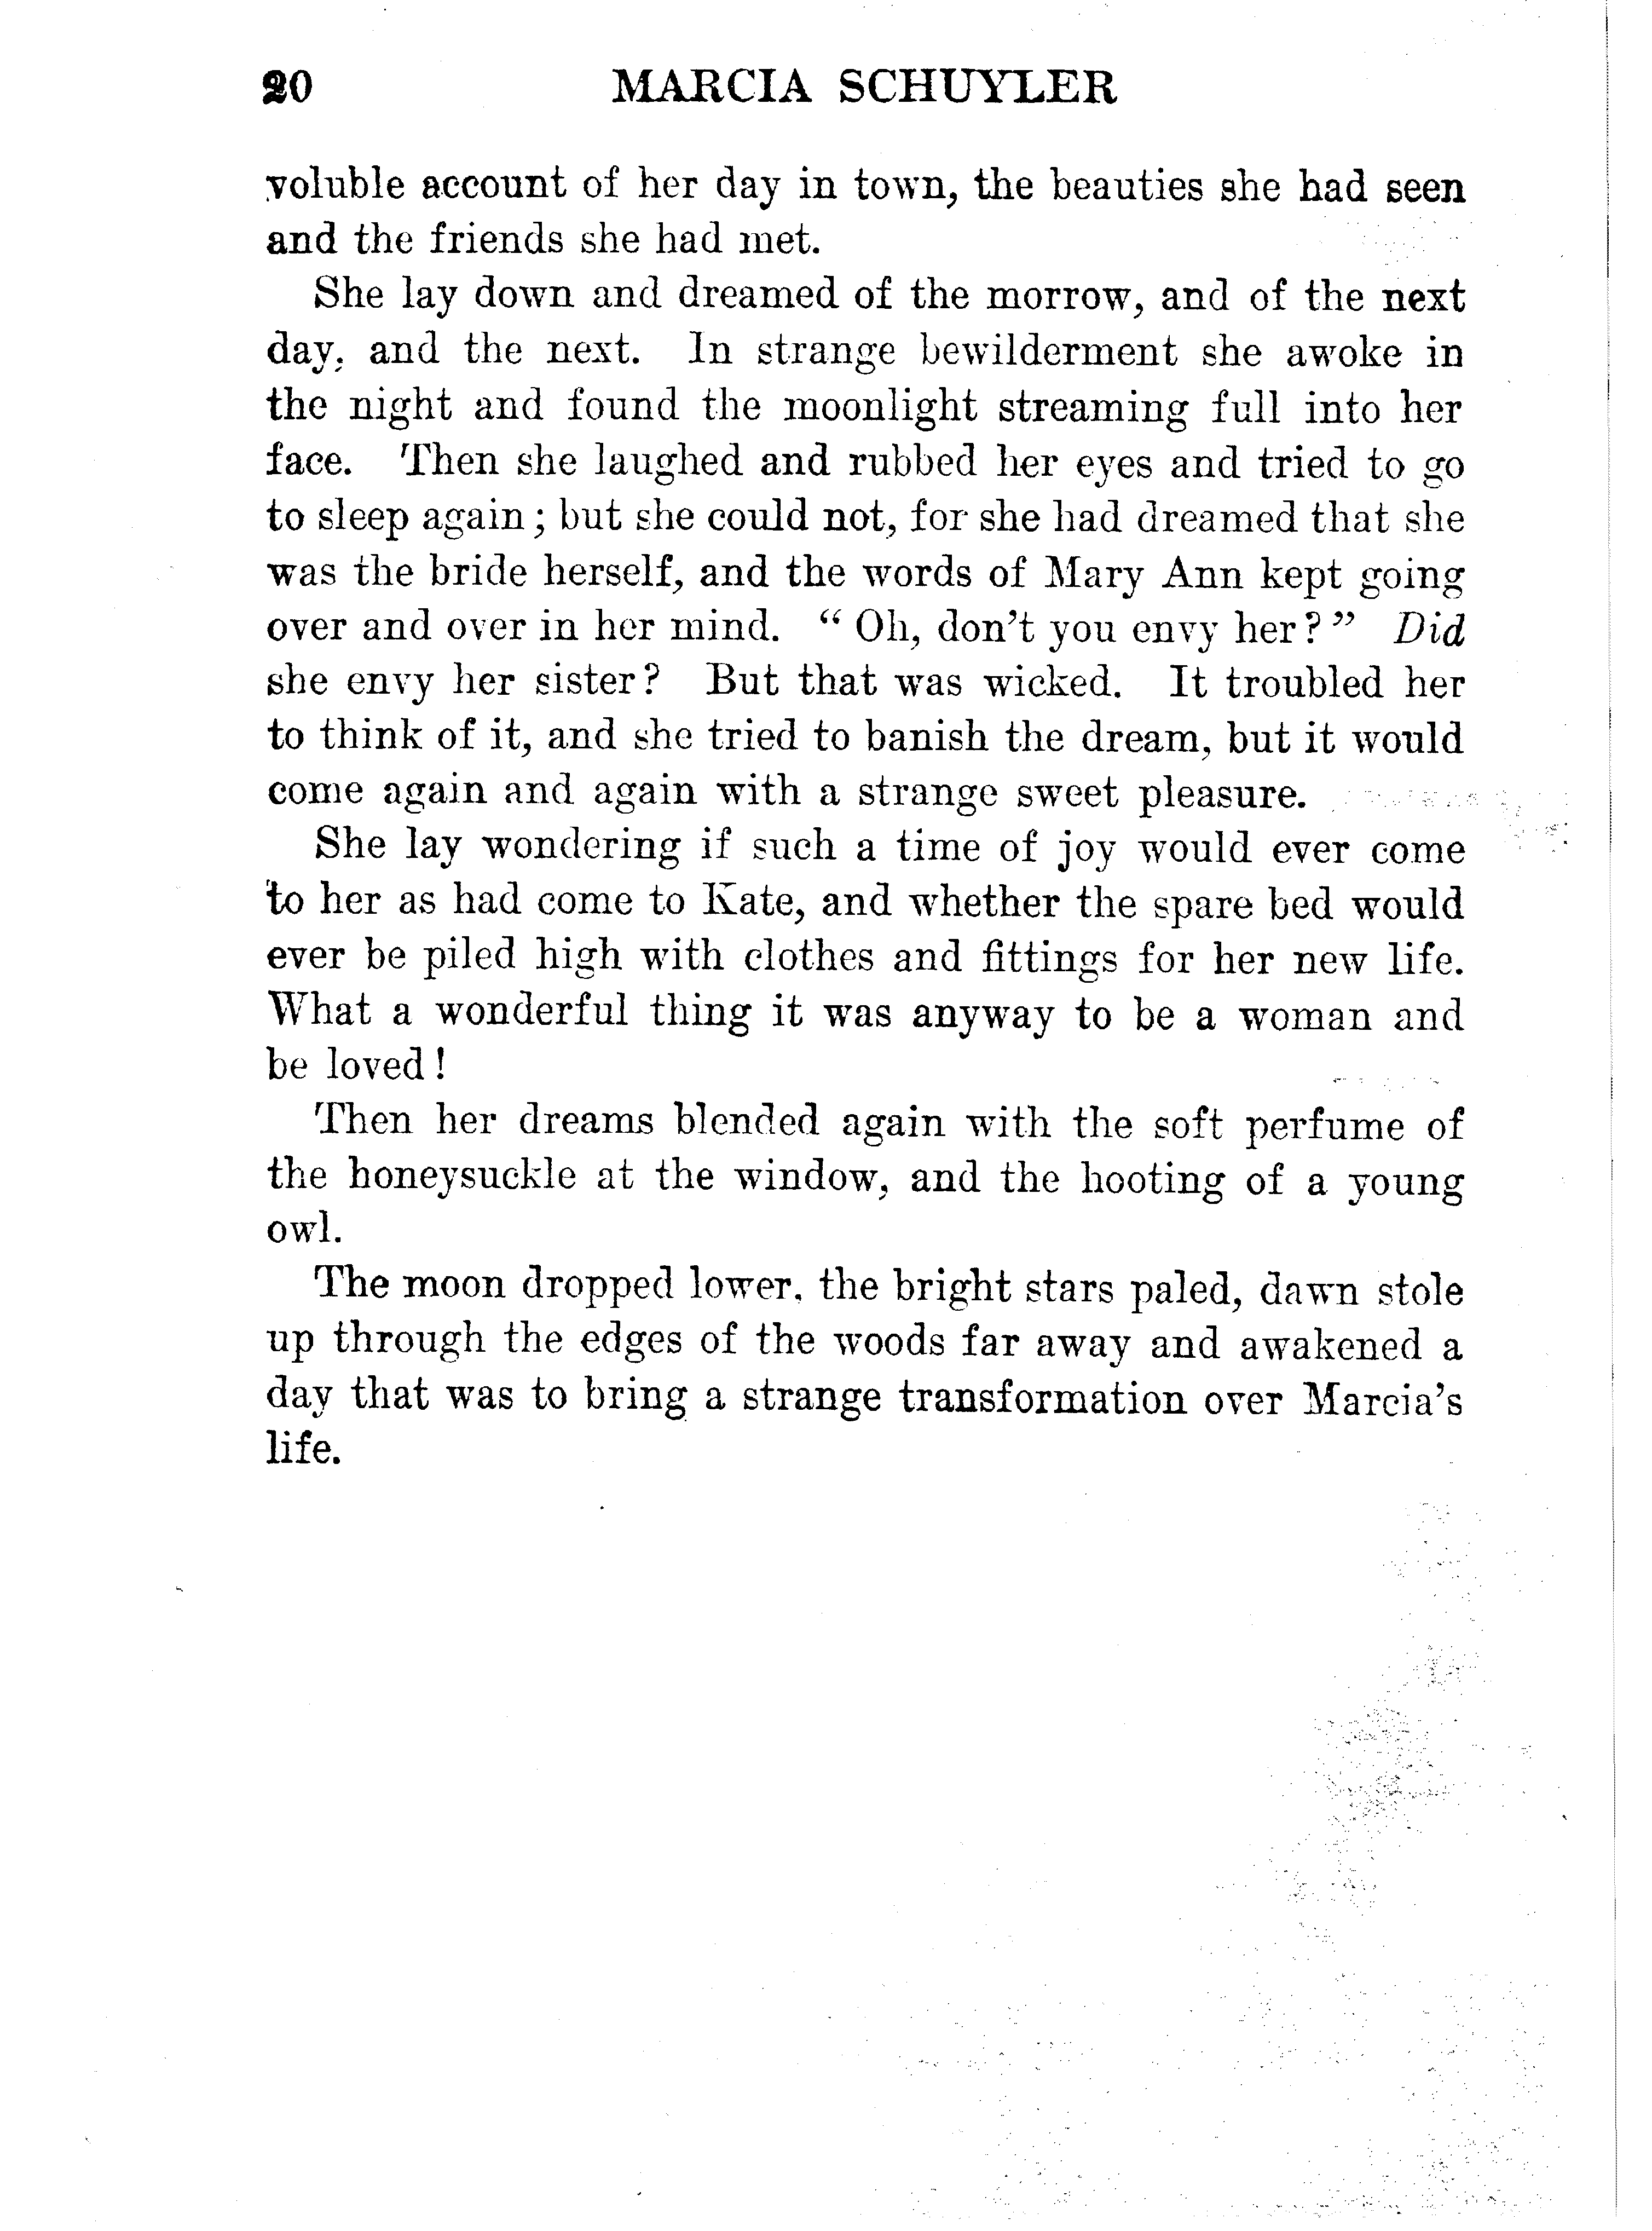 20 MARCIA SCHUYLER
voluble account of her day in town, the beauties she had seen
and the friends she had met.
She lay down and dreamed of the morrow, and of the next
day, and the next. In strange bewilderment she awoke in
the night and found the moonlight streaming full into her
face. Then she laughed and rubbed her eyes and tried to go
to sleep again; but she could not, for she had dreamed that she
was the bride herself, and the words of Mary Ann kept going
over and over in her mind. “Oh, don’t you envy her?” Did
she envy her sister? But that was wicked. It troubled her
to think of it, and she tried to banish the dream, but it would
come again and again with a strange sweet pleasure.
She lay wondering if such a time of joy would ever come
to her as had come to Kate, and whether the spare bed would
ever be piled high with clothes and fittings for her new life.
What a wonderful thing it was anyway to be a woman and
be loved!
Then her dreams blended again with the soft perfume of
the honeysuckle at the window, and the hooting of a young
owl.
The moon dropped lower, the bright stars paled, dawn stole
up through the edges of the woods far away and awakened a
day that was to bring a strange transformation over Marcia’s
life.